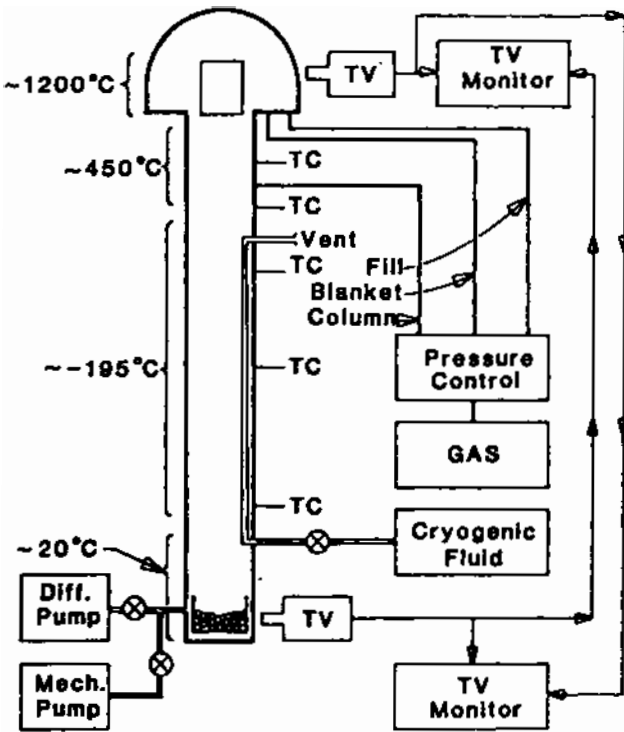 ~1200°C
TV
TV
Monitor
~450°C
TC
TC
Vent
TC
Fill
Blanket
Column
~-195°C
TC
Pressure
Control
GAS
TC
~20°C
Cryogenic
Fluid
Diff.
Pump
TV
Mech.
Pump
TV
Monitor